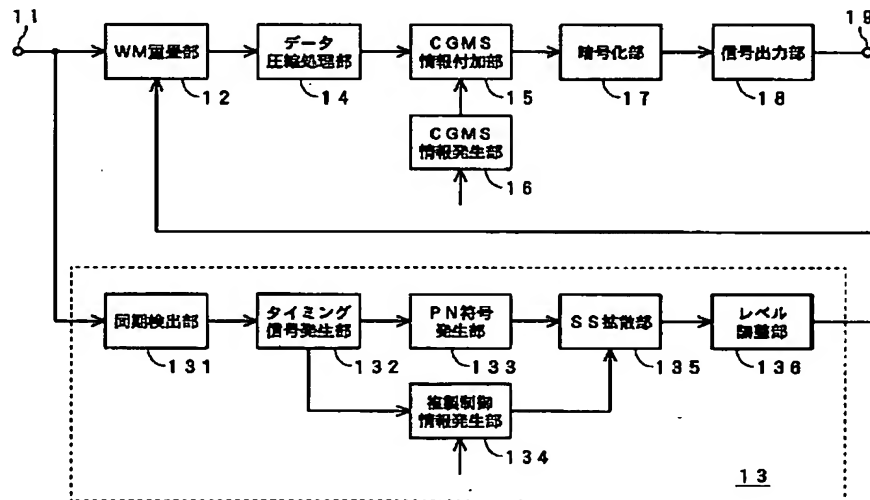 11
WM重畳部
12
データ
圧縮処理部
14
CGMS
情報付加部
15
暗号化部
17
信号出力部
18
19
CGMS
情報発生部
16
同期検出部
131
タイミング
信号発生部
132
PN符号
発生部
133
SS拡散部
135
レベル
調整部
136
複製制御
情報発生部
134
13